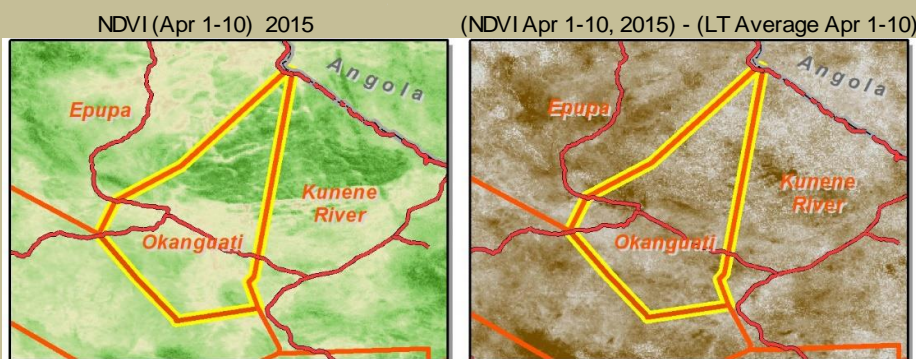 NDVI (Apr 1-10) 2015
(NDVI Apr 1-10, 2015) - (LT Average Apr 1-10)
Angola
Epupa
Kunene
River
Okanguati
Angola
Epupa
Kunene
River
Okanguati